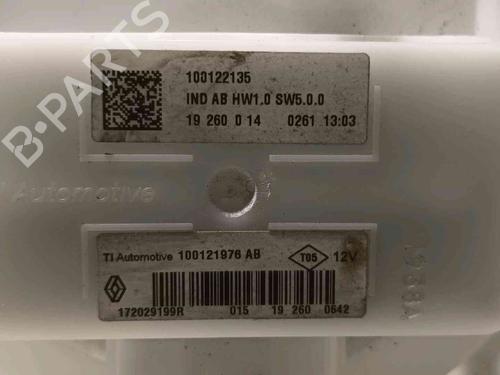 B-PARTS
100122135
IND AB HW1.0 SW5.0.0
19 260 0 14 0261 13:03
Automotive
TI Automotive 100121976 AB T05 12V
172029199R 015 19 260 0642